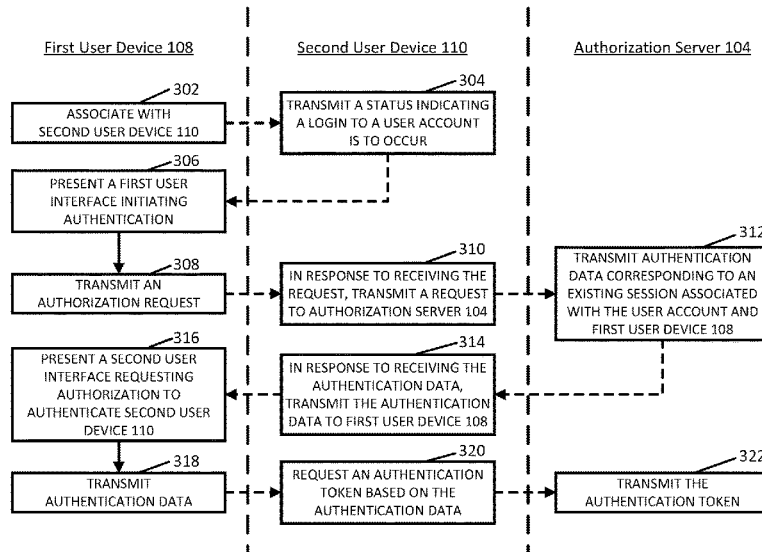 First User Device 108
Second User Device 110
Authorization Server 104
302
ASSOCIATE WITH
SECOND USER DEVICE 110
304
TRANSMIT A STATUS INDICATING
A LOGIN TO A USER ACCOUNT
IS TO OCCUR
306
PRESENT A FIRST USER
INTERFACE INITIATING
AUTHENTICATION
308
TRANSMIT AN
AUTHORIZATION REQUEST
310
IN RESPONSE TO RECEIVING THE
REQUEST, TRANSMIT A REQUEST
TO AUTHORIZATION SERVER 104
312
TRANSMIT AUTHENTICATION
DATA CORRESPONDING TO AN
EXISTING SESSION ASSOCIATED
WITH THE USER ACCOUNT AND
FIRST USER DEVICE 108
314
IN RESPONSE TO RECEIVING THE
AUTHENTICATION DATA,
TRANSMIT THE AUTHENTICATION
DATA TO FIRST USER DEVICE 108
316
PRESENT A SECOND USER
INTERFACE REQUESTING
AUTHORIZATION TO
AUTHENTICATE SECOND USER
DEVICE 110
318
TRANSMIT
AUTHENTICATION DATA
320
REQUEST AN AUTHENTICATION
TOKEN BASED ON THE
AUTHENTICATION DATA
322
TRANSMIT THE
AUTHENTICATION TOKEN